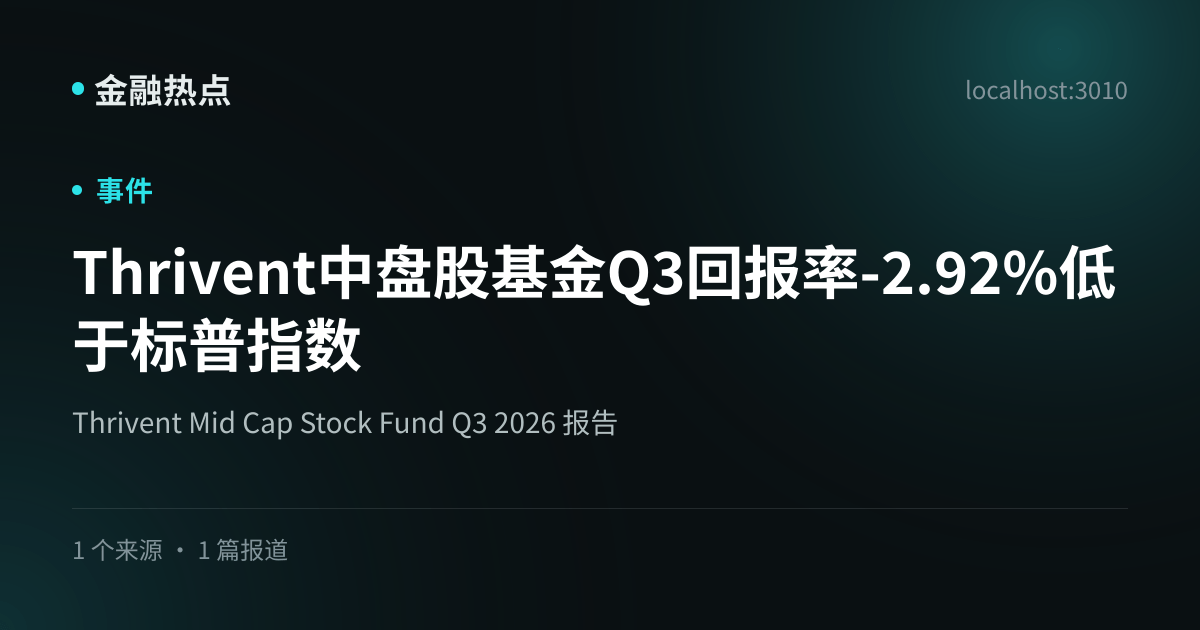 金融热点
localhost:3010
事件
Thrivent中盘股基金Q3回报率-2.92%低
于标普指数
Thrivent Mid Cap Stock Fund Q3 2026 报告
1 个来源 · 1 篇报道